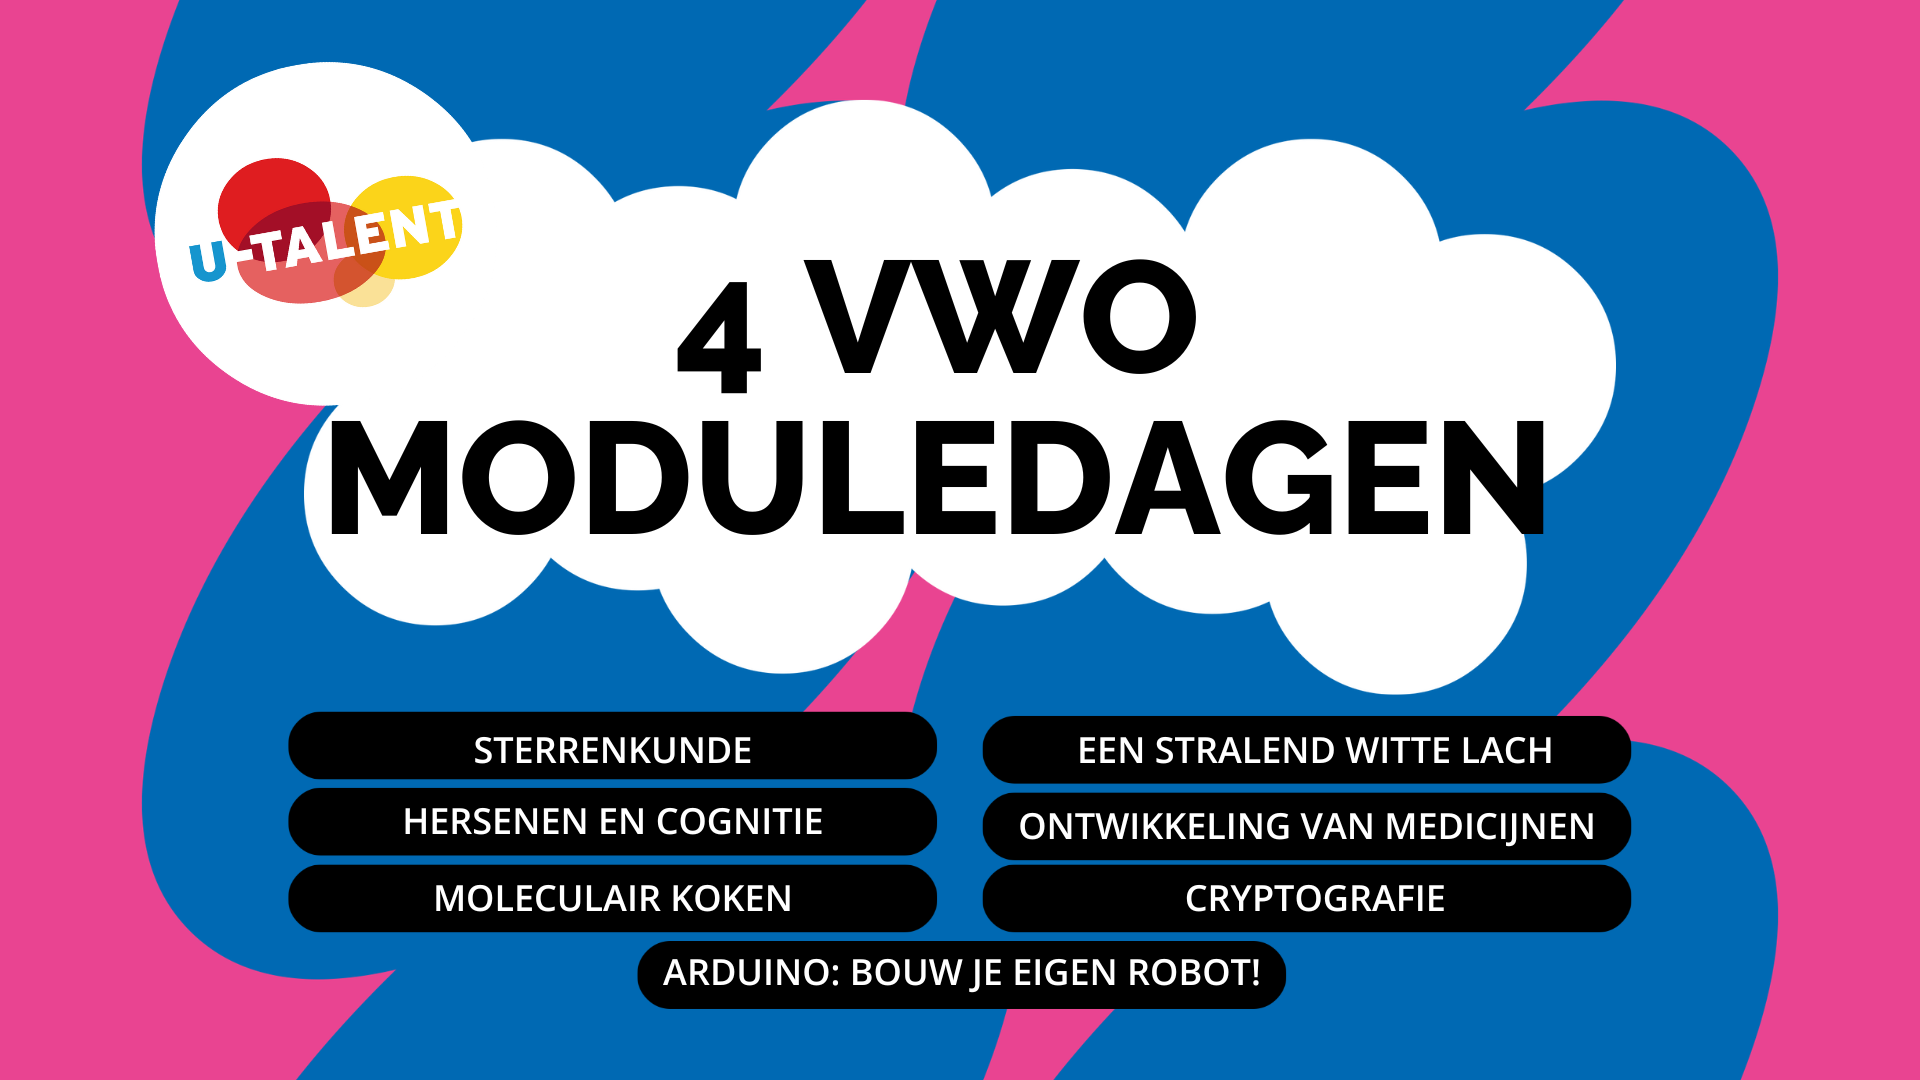 U-TALENT
4 VWO
MODULEDAGEN
STERRENKUNDE
EEN STRALEND WITTE LACH
HERSENEN EN COGNITIE
ONTWIKKELING VAN MEDICIJNEN
MOLECULAIR KOKEN
CRYPTOGRAFIE
ARDUINO: BOUW JE EIGEN ROBOT!